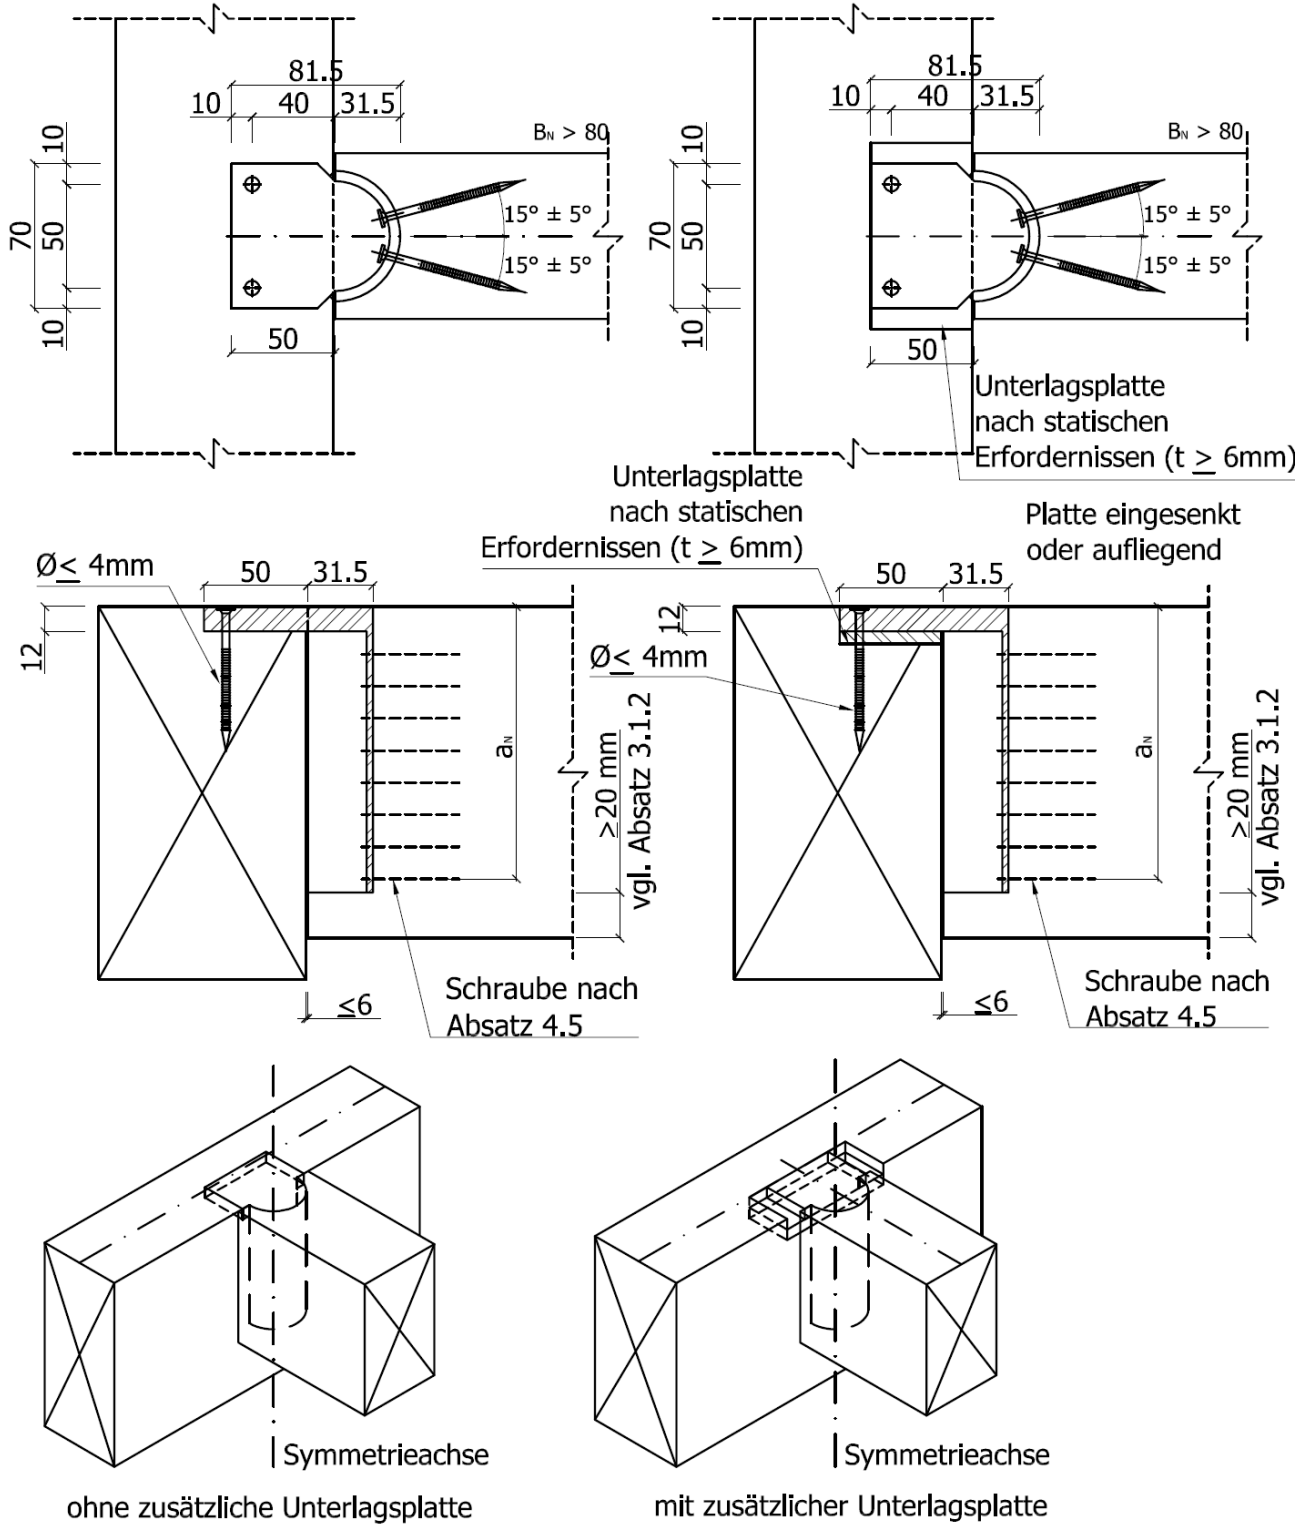 81.5
10
40
31.5
B_N > 80
10
70
50
10
15° ± 5°
15° ± 5°
50
81.5
10
40
31.5
B_N > 80
10
70
50
10
15° ± 5°
15° ± 5°
50
Unterlagsplatte
nach statischen
Erfordernissen (t ≥ 6mm)
Platte eingesenkt
oder aufliegend
Unterlagsplatte
nach statischen
Erfordernissen (t ≥ 6mm)
Ø≤ 4mm
50
31.5
12
a_N
≥20 mm
vgl. Absatz 3.1.2
Schraube nach
Absatz 4.5
≤6
50
31.5
12
Ø≤ 4mm
a_N
≥20 mm
vgl. Absatz 3.1.2
Schraube nach
Absatz 4.5
≤6
Symmetrieachse
ohne zusätzliche Unterlagsplatte
Symmetrieachse
mit zusätzlicher Unterlagsplatte